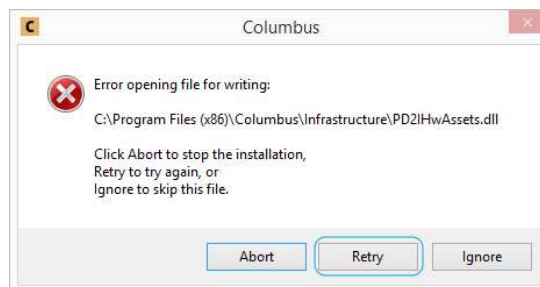 C
Columbus
Error opening file for writing:
C:\Program Files (x86)\Columbus\Infrastructure\PD2IHwAssets.dll
Click Abort to stop the installation,
Retry to try again, or
Ignore to skip this file.
Abort
Retry
Ignore